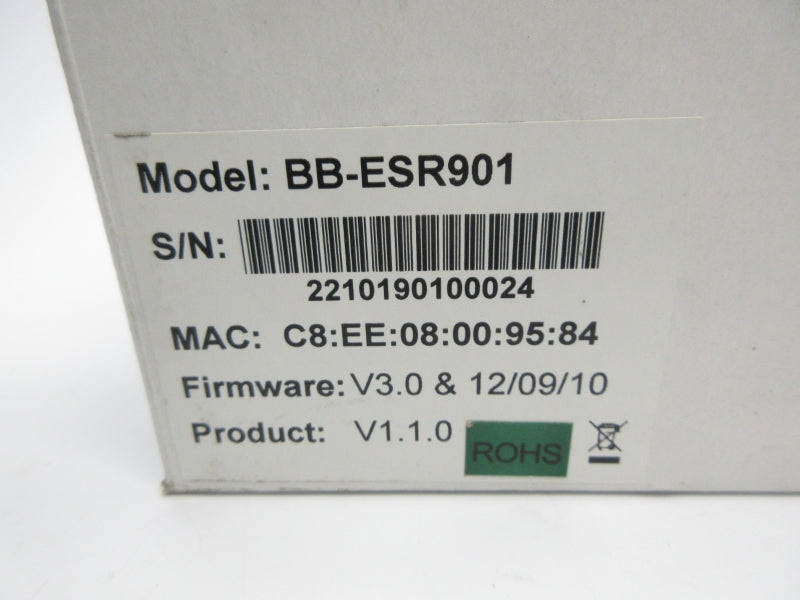 Model: BB-ESR901
S/N:
2210190100024
MAC: C8:EE:08:00:95:84
Firmware: V3.0 & 12/09/10
Product: V1.1.0 ROHS